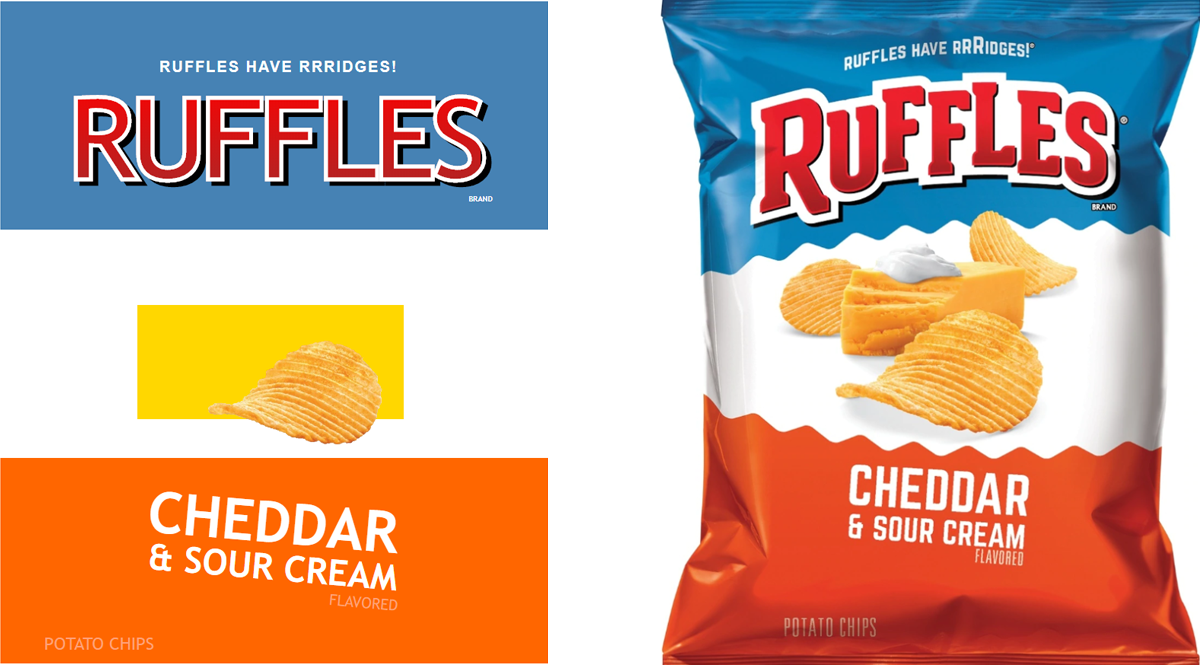 RUFFLES HAVE RRRIDGES!
RUFFLES
BRAND
CHEDDAR
& SOUR CREAM
FLAVORED
POTATO CHIPS
RUFFLES HAVE RRRIDGES!®
RUFFLES®
BRAND
CHEDDAR
& SOUR CREAM
FLAVORED
POTATO CHIPS